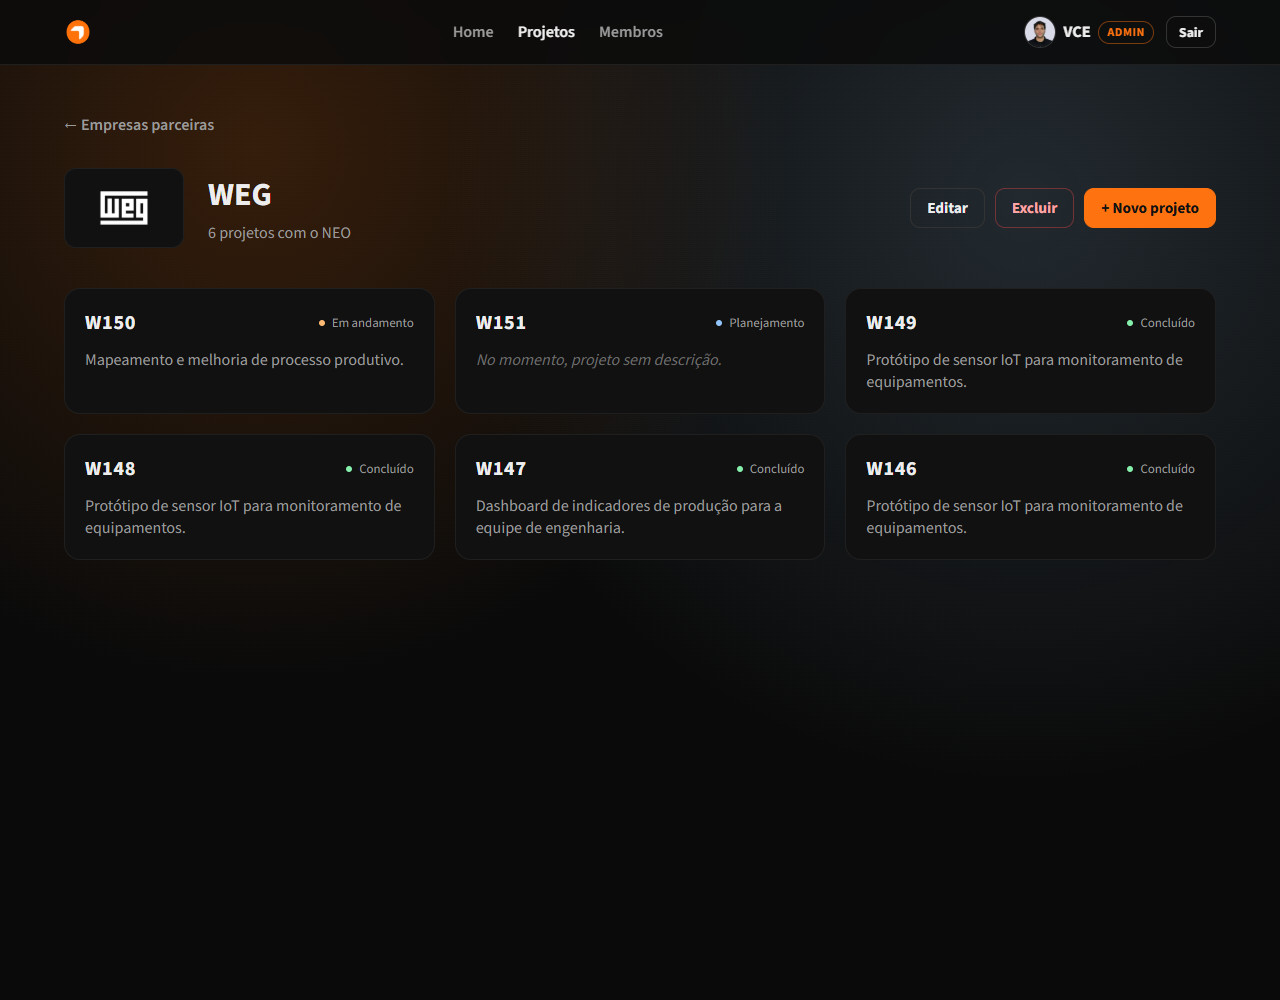 Home
Projetos
Membros
VCE
ADMIN
Sair
← Empresas parceiras
weg
WEG
6 projetos com o NEO
Editar
Excluir
+ Novo projeto
W150
Em andamento
Mapeamento e melhoria de processo produtivo.
W151
Planejamento
No momento, projeto sem descrição.
W149
Concluído
Protótipo de sensor IoT para monitoramento de
equipamentos.
W148
Concluído
Protótipo de sensor IoT para monitoramento de
equipamentos.
W147
Concluído
Dashboard de indicadores de produção para a
equipe de engenharia.
W146
Concluído
Protótipo de sensor IoT para monitoramento de
equipamentos.